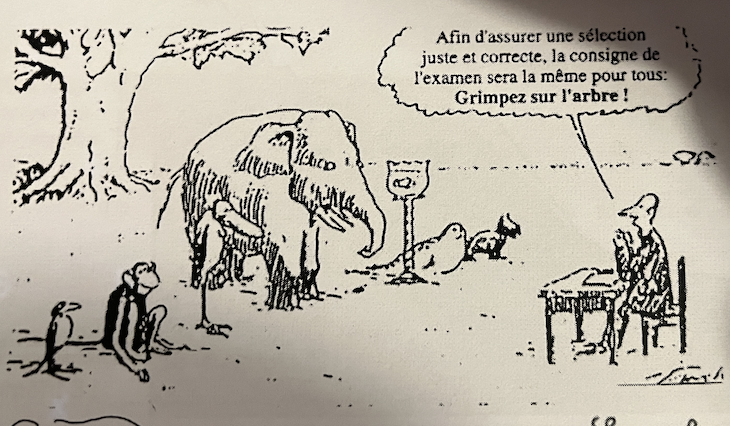 Afin d'assurer une sélection
juste et correcte, la consigne de
l'examen sera la même pour tous:
Grimpez sur l'arbre !